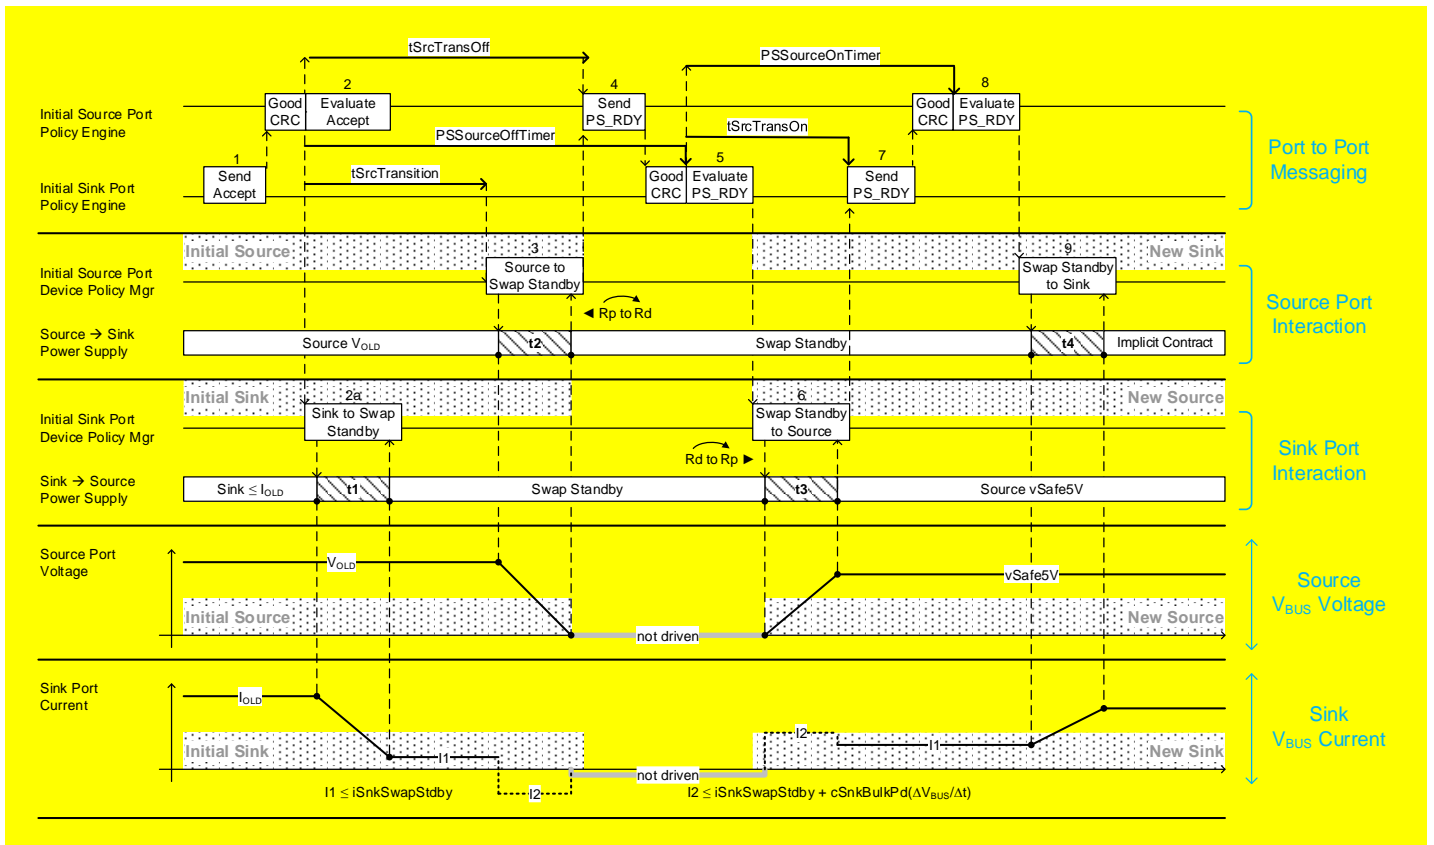 tSrcTransOff
PSSourceOnTimer
2
4
8
Initial Source Port
Policy Engine
Good
CRC
Evaluate
Accept
Send
PS_RDY
Good
CRC
Evaluate
PS_RDY
PSSourceOffTimer
tSrcTransOn
Port to Port
Messaging
1
tSrcTransition
5
7
Initial Sink Port
Policy Engine
Send
Accept
Good
CRC
Evaluate
PS_RDY
Send
PS_RDY
Initial Source
3
9
New Sink
Initial Source Port
Device Policy Mgr
Source to
Swap Standby
Swap Standby
to Sink
Source Port
Interaction
Rp to Rd
Source → Sink
Power Supply
Source VOLD
t2
Swap Standby
t4
Implicit Contract
Initial Sink
2a
6
New Source
Initial Sink Port
Device Policy Mgr
Sink to Swap
Standby
Swap Standby
to Source
Sink Port
Interaction
Rd to Rp
Sink → Source
Power Supply
Sink ≤ IOLD
t1
Swap Standby
t3
Source vSafe5V
Source Port
Voltage
VOLD
vSafe5V
Source
VBUS Voltage
Initial Source
not driven
New Source
Sink Port
Current
IOLD
I2
Sink
VBUS Current
Initial Sink
I1
I1
New Sink
not driven
I2
I1 ≤ iSnkSwapStdby
I2 ≤ iSnkSwapStdby + cSnkBulkPd(ΔVBUS/Δt)